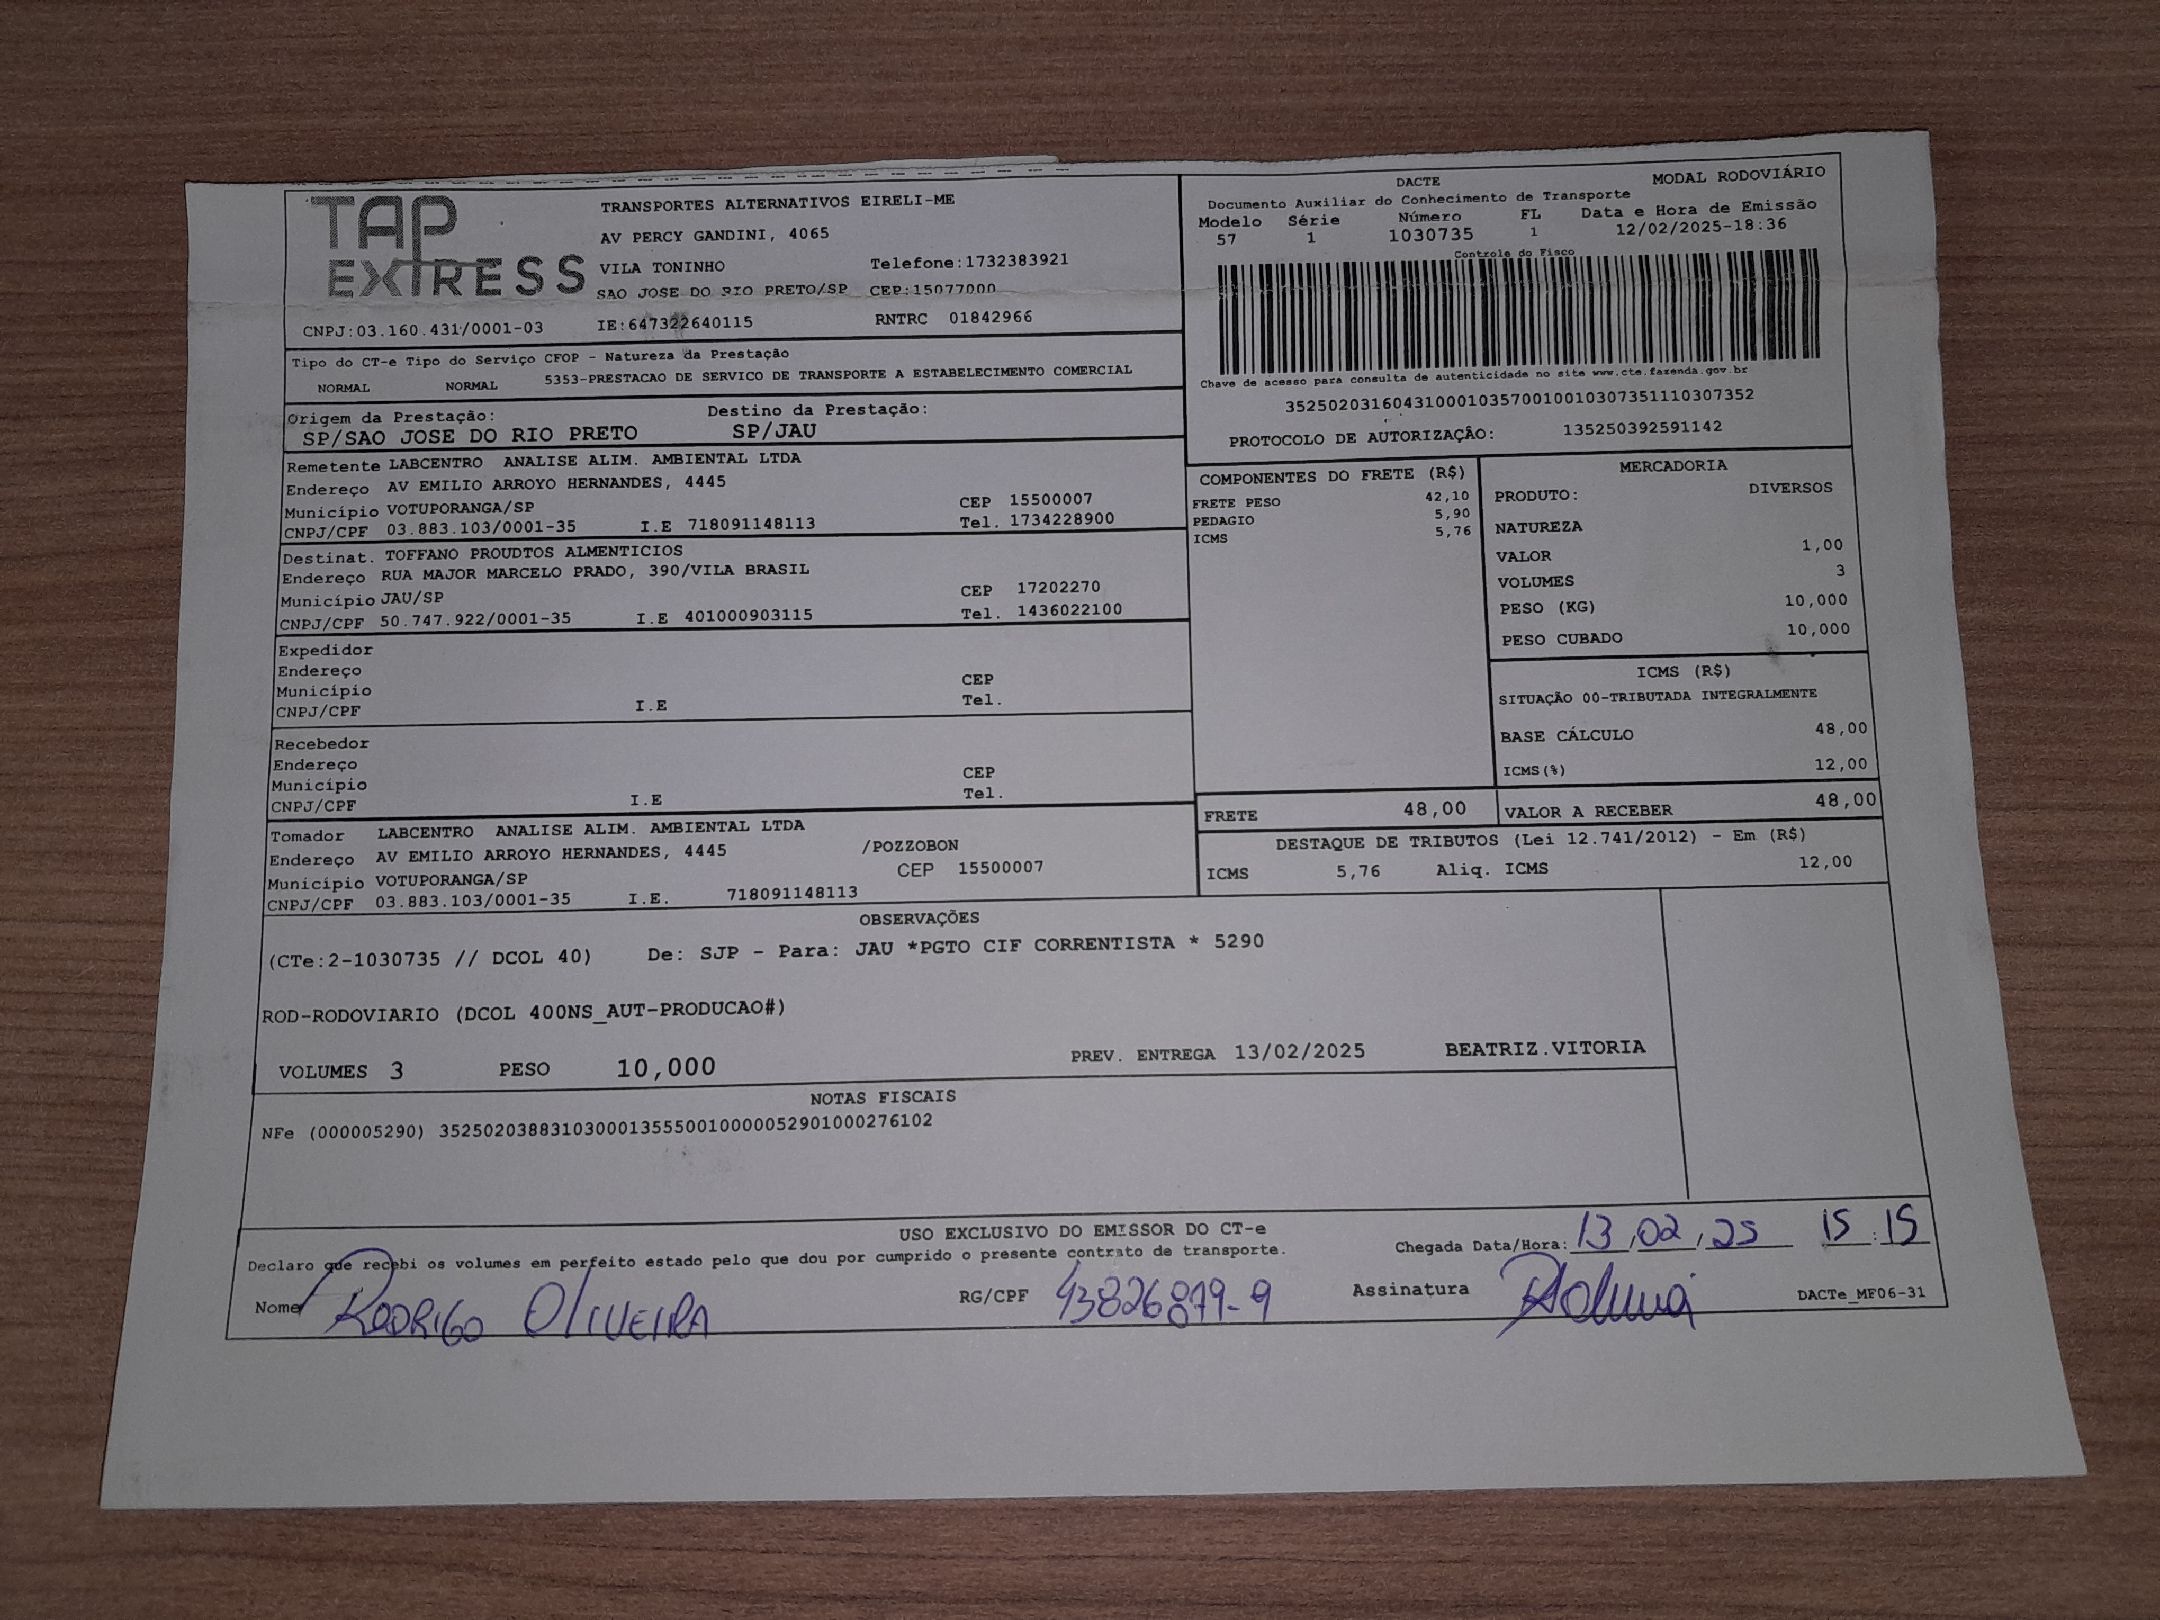 TAP
EXPRESS
TRANSPORTES ALTERNATIVOS EIRELI-ME
AV PERCY GANDINI, 4065
VILA TONINHO Telefone:1732383921
SAO JOSE DO RIO PRETO/SP CEP:15077000
CNPJ:03.160.431/0001-03 IE:647322640115 RNTRC 01842966
DACTE MODAL RODOVIÁRIO
Documento Auxiliar do Conhecimento de Transporte
Modelo Série Número FL Data e Hora de Emissão
57 1 1030735 1 12/02/2025-18:36
Controle do Fisco
Chave de acesso para consulta de autenticidade no site www.cte.fazenda.gov.br
35250203160431000103570010010307351110307352
PROTOCOLO DE AUTORIZAÇÂO: 135250392591142
Tipo do CT-e Tipo do Serviço CFOP - Natureza da Prestação
NORMAL NORMAL 5353-PRESTACAO DE SERVICO DE TRANSPORTE A ESTABELECIMENTO COMERCIAL
Origem da Prestação: Destino da Prestação:
SP/SAO JOSE DO RIO PRETO SP/JAU
Remetente LABCENTRO ANALISE ALIM. AMBIENTAL LTDA
Endereço AV EMILIO ARROYO HERNANDES, 4445
Município VOTUPORANGA/SP CEP 15500007
CNPJ/CPF 03.883.103/0001-35 I.E 718091148113 Tel. 1734228900
Destinat. TOFFANO PROUDTOS ALMENTICIOS
Endereço RUA MAJOR MARCELO PRADO, 390/VILA BRASIL
Município JAU/SP CEP 17202270
CNPJ/CPF 50.747.922/0001-35 I.E 401000903115 Tel. 1436022100
Expedidor
Endereço
Município CEP
CNPJ/CPF I.E Tel.
Recebedor
Endereço
Município CEP
CNPJ/CPF I.E Tel.
Tomador LABCENTRO ANALISE ALIM. AMBIENTAL LTDA
Endereço AV EMILIO ARROYO HERNANDES, 4445 /POZZOBON
Município VOTUPORANGA/SP CEP 15500007
CNPJ/CPF 03.883.103/0001-35 I.E. 718091148113
COMPONENTES DO FRETE (R$)
FRETE PESO 42,10
PEDAGIO 5,90
ICMS 5,76
MERCADORIA
PRODUTO: DIVERSOS
NATUREZA
VALOR 1,00
VOLUMES 3
PESO (KG) 10,000
PESO CUBADO 10,000
ICMS (R$)
SITUAÇÃO 00-TRIBUTADA INTEGRALMENTE
BASE CÁLCULO 48,00
ICMS(%) 12,00
FRETE 48,00 VALOR A RECEBER 48,00
DESTAQUE DE TRIBUTOS (Lei 12.741/2012) - Em (R$)
ICMS 5,76 Aliq. ICMS 12,00
OBSERVAÇÕES
(CTe:2-1030735 // DCOL 40) De: SJP - Para: JAU *PGTO CIF CORRENTISTA * 5290
ROD-RODOVIARIO (DCOL 400NS_AUT-PRODUCAO#)
VOLUMES 3 PESO 10,000 PREV. ENTREGA 13/02/2025 BEATRIZ.VITORIA
NOTAS FISCAIS
NFe (000005290) 35250203883103000135550010000052901000276102
USO EXCLUSIVO DO EMISSOR DO CT-e
Declaro que recebi os volumes em perfeito estado pelo que dou por cumprido o presente contrato de transporte. Chegada Data/Hora: 13,02,25 15:15
Nome RODRIGO OLIVEIRA RG/CPF 43826879-9 Assinatura DACTe_MF06-31